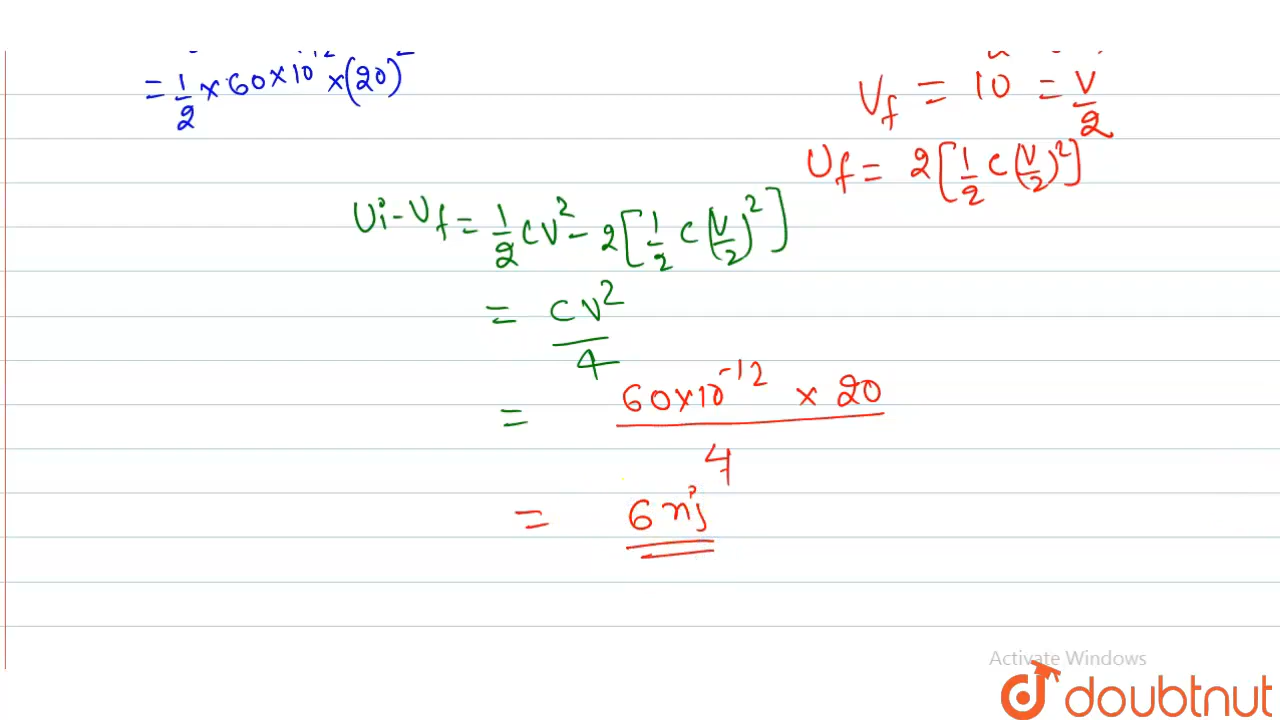 = 1/2 × 60 × 10^-12 × (20)^2
V_f = 10 = V/2
U_f = 2[1/2 C(V/2)^2]
Ui - U_f = 1/2 CV^2 - 2[1/2 C(V/2)^2]
= CV^2/4
= 60×10^-12 × 20/4
= 6 nj
Activate Windows
doubtnut